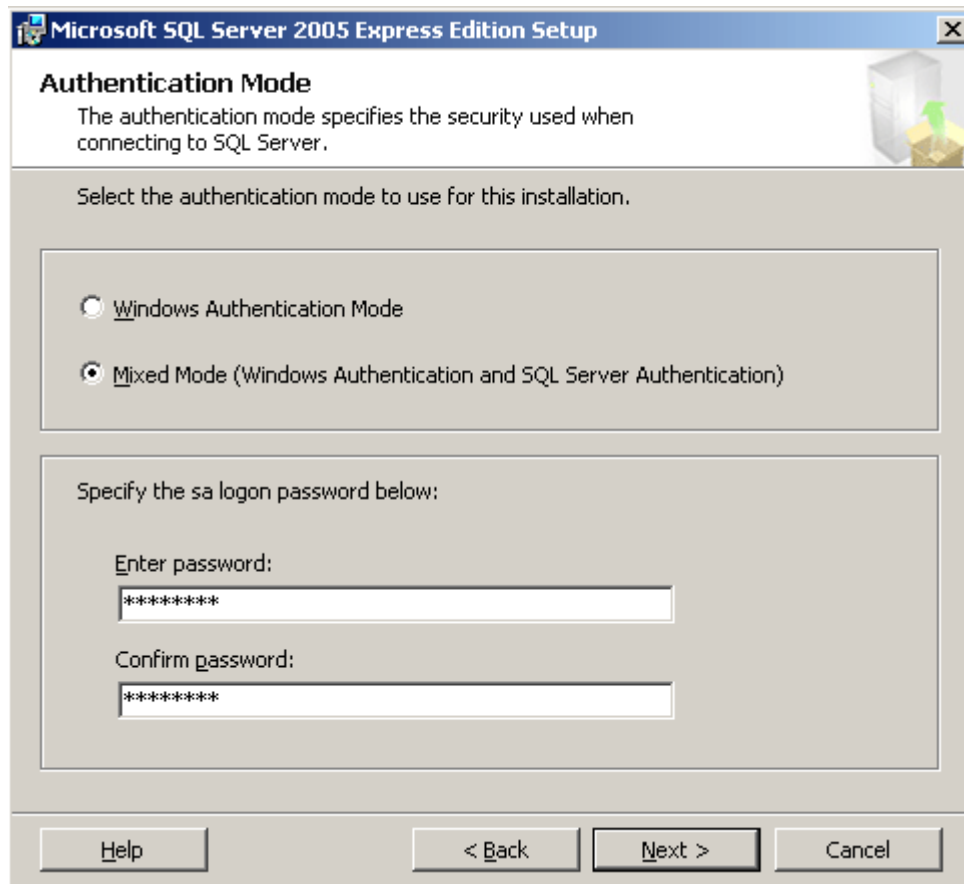 Microsoft SQL Server 2005 Express Edition Setup
Authentication Mode
The authentication mode specifies the security used when
connecting to SQL Server.
Select the authentication mode to use for this installation.
Windows Authentication Mode
Mixed Mode (Windows Authentication and SQL Server Authentication)
Specify the sa logon password below:
Enter password:
********
Confirm password:
********
Help
< Back
Next >
Cancel